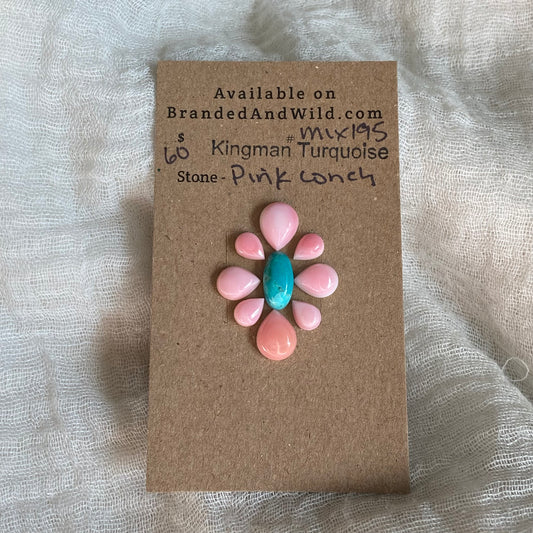 Available on
BrandedAndWild.com
$ # mix195
60 Kingman Turquoise
Stone - Pink conch